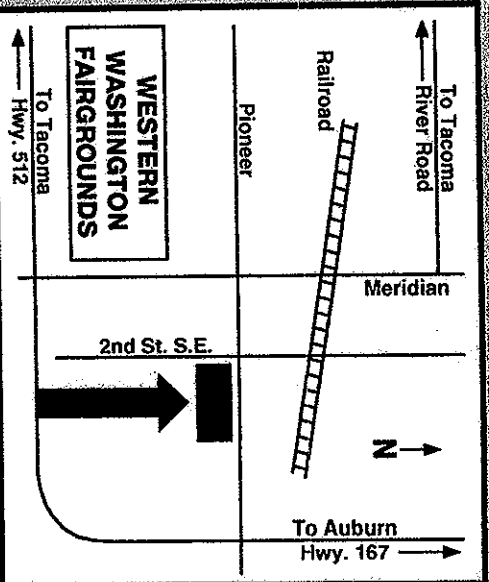 To Tacoma
River Road
Railroad
Pioneer
WESTERN
WASHINGTON
FAIRGROUNDS
To Tacoma
Hwy. 512
Meridian
2nd St. S.E.
N
To Auburn
Hwy. 167